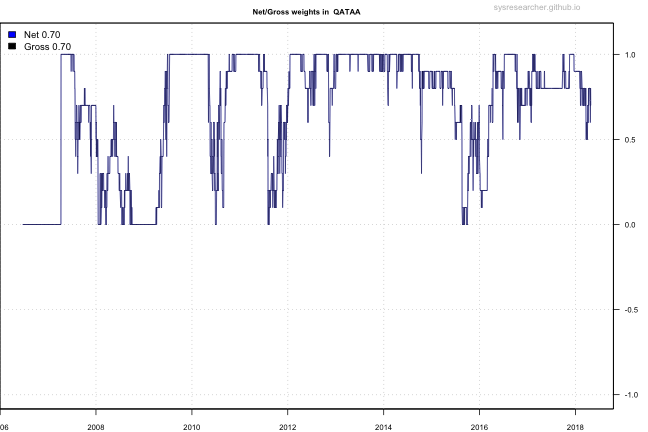 Net/Gross weights in QATAA
sysresearcher.github.io
Net 0.70
Gross 0.70
1.0
0.5
0.0
-0.5
-1.0
06 2008 2010 2012 2014 2016 2018